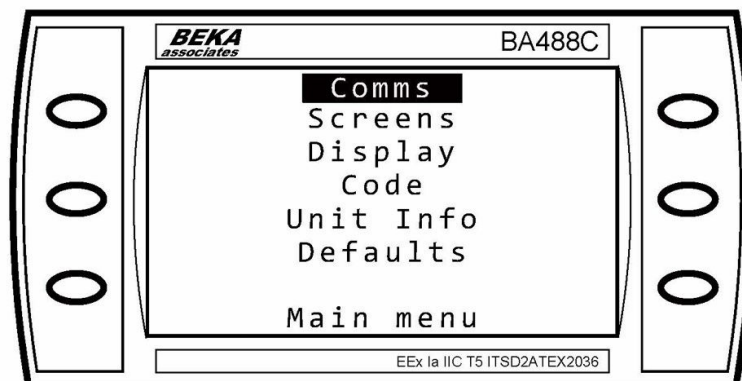 BEKA
associates
BA488C
Comms
Screens
Display
Code
Unit Info
Defaults
Main menu
EEx Ia IIC T5 ITSD2ATEX2036